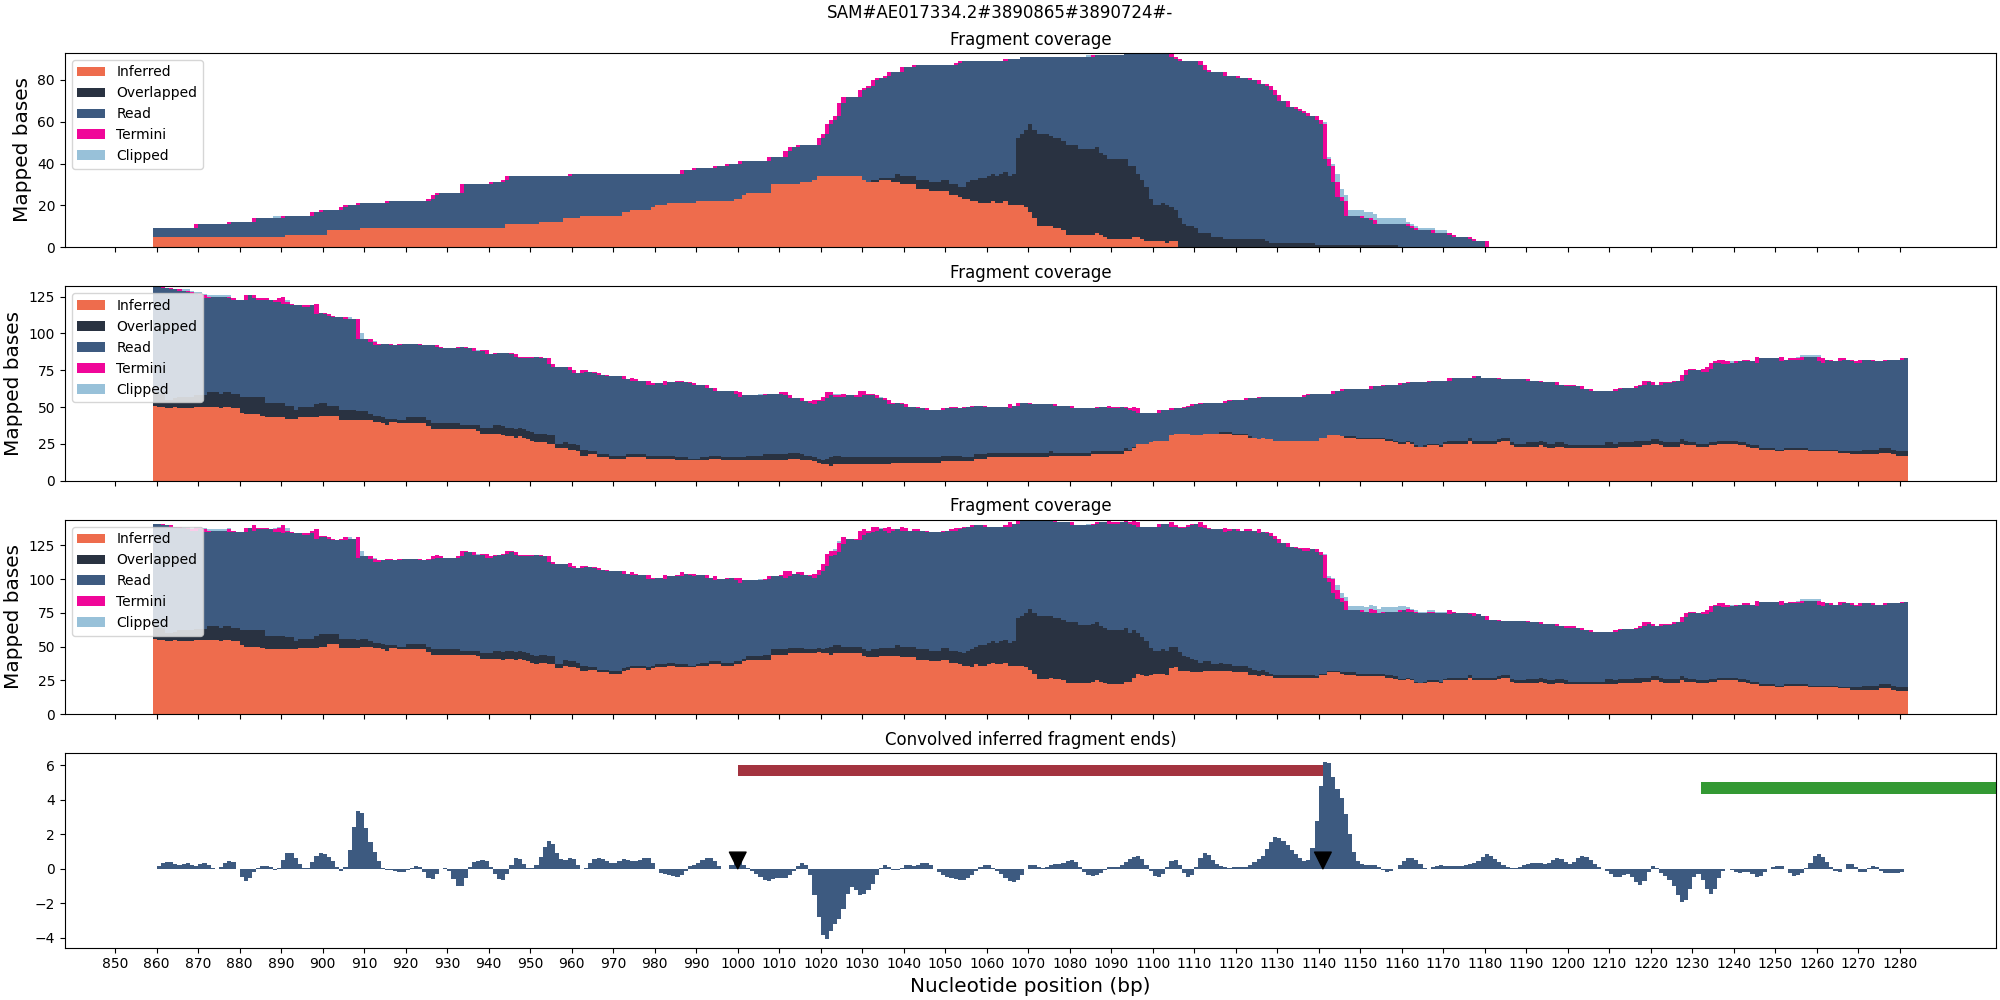 SAM#AE017334.2#3890865#3890724#-
Fragment coverage
Mapped bases
80
60
40
20
0
Inferred
Overlapped
Read
Termini
Clipped
Fragment coverage
Mapped bases
125
100
75
50
25
0
Inferred
Overlapped
Read
Termini
Clipped
Fragment coverage
Mapped bases
125
100
75
50
25
0
Inferred
Overlapped
Read
Termini
Clipped
Convolved inferred fragment ends)
6
4
2
0
−2
−4
850 860 870 880 890 900 910 920 930 940 950 960 970 980 990 1000 1010 1020 1030 1040 1050 1060 1070 1080 1090 1100 1110 1120 1130 1140 1150 1160 1170 1180 1190 1200 1210 1220 1230 1240 1250 1260 1270 1280
Nucleotide position (bp)